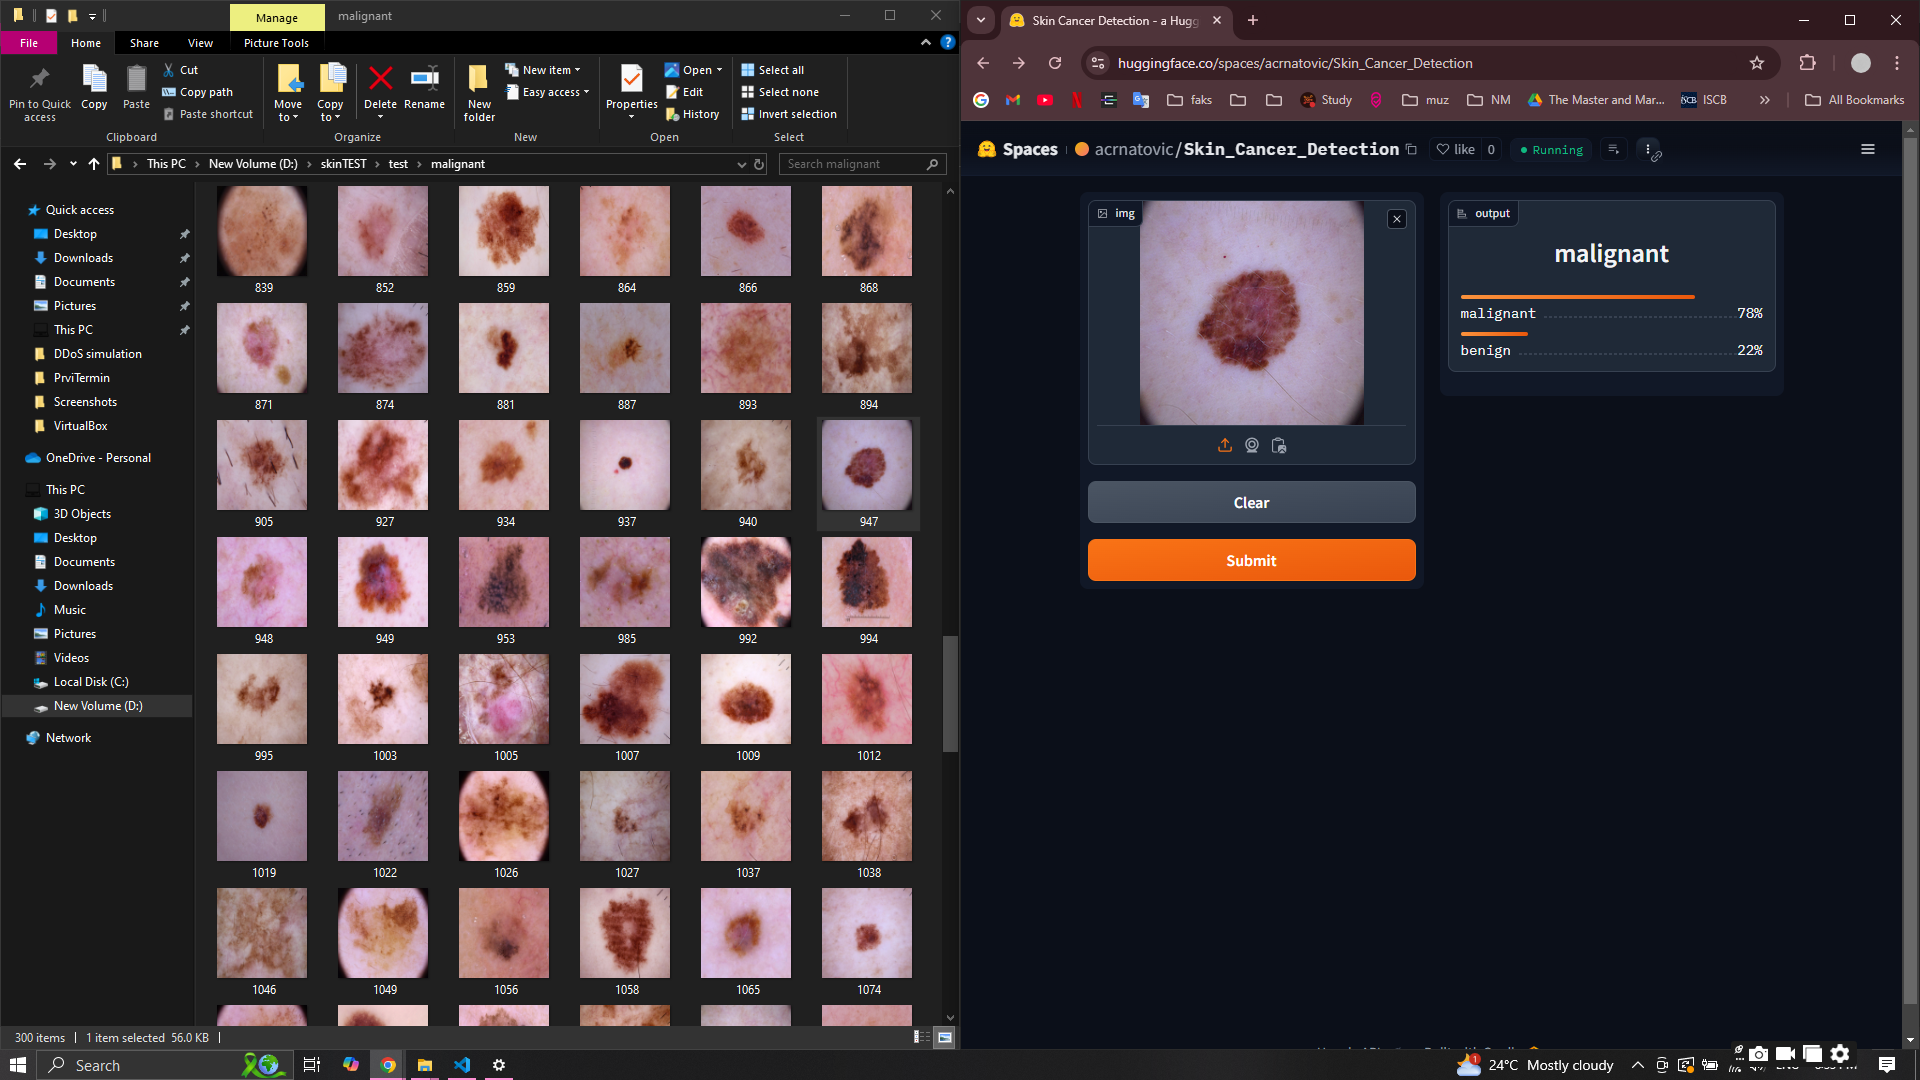 Manage
malignant
File
Home
Share
View
Picture Tools
Pin to Quick access
Copy
Paste
Cut
Copy path
Paste shortcut
Clipboard
Move to
Copy to
Delete
Rename
Organize
New folder
New item
Easy access
New
Properties
Open
Edit
History
Open
Select all
Select none
Invert selection
Select
This PC > New Volume (D:) > skinTEST > test > malignant
Search malignant
Quick access
Desktop
Downloads
Documents
Pictures
This PC
DDoS simulation
PrviTermin
Screenshots
VirtualBox
OneDrive - Personal
This PC
3D Objects
Desktop
Documents
Downloads
Music
Pictures
Videos
Local Disk (C:)
New Volume (D:)
Network
839 852 859 864 866 868
871 874 881 887 893 894
905 927 934 937 940 947
948 949 953 985 992 994
995 1003 1005 1007 1009 1012
1019 1022 1026 1027 1037 1038
1046 1049 1056 1058 1065 1074
300 items
1 item selected 56.0 KB
Skin Cancer Detection - a Hugg
huggingface.co/spaces/acrnatovic/Skin_Cancer_Detection
faks
Study
muz
NM
The Master and Mar...
ISCB
All Bookmarks
Spaces
acrnatovic/Skin_Cancer_Detection
like 0
Running
img
Clear
Submit
output
malignant
malignant 78%
benign 22%
Search
1
24°C Mostly cloudy